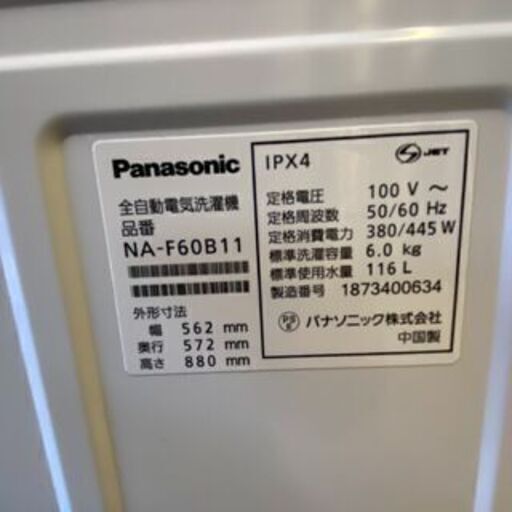 Panasonic
全自動電気洗濯機
品番
NA-F60B11
外形寸法
幅 562 mm
奥行 572 mm
高さ 880 mm
IPX4
JET
定格電圧 100 V ～
定格周波数 50/60 Hz
定格消費電力 380/445 W
標準洗濯容量 6.0 kg
標準使用水量 116 L
製造番号 1873400634
PS
E
パナソニック株式会社
中国製